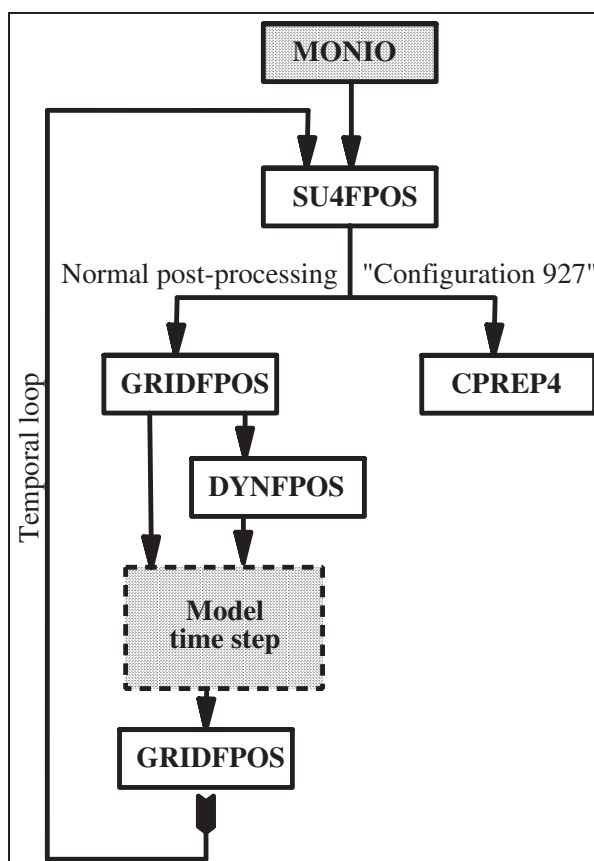 MONIO
SU4FPOS
Normal post-processing
"Configuration 927"
GRIDFPOS
CPREP4
DYNFPOS
Temporal loop
Model
time step
GRIDFPOS